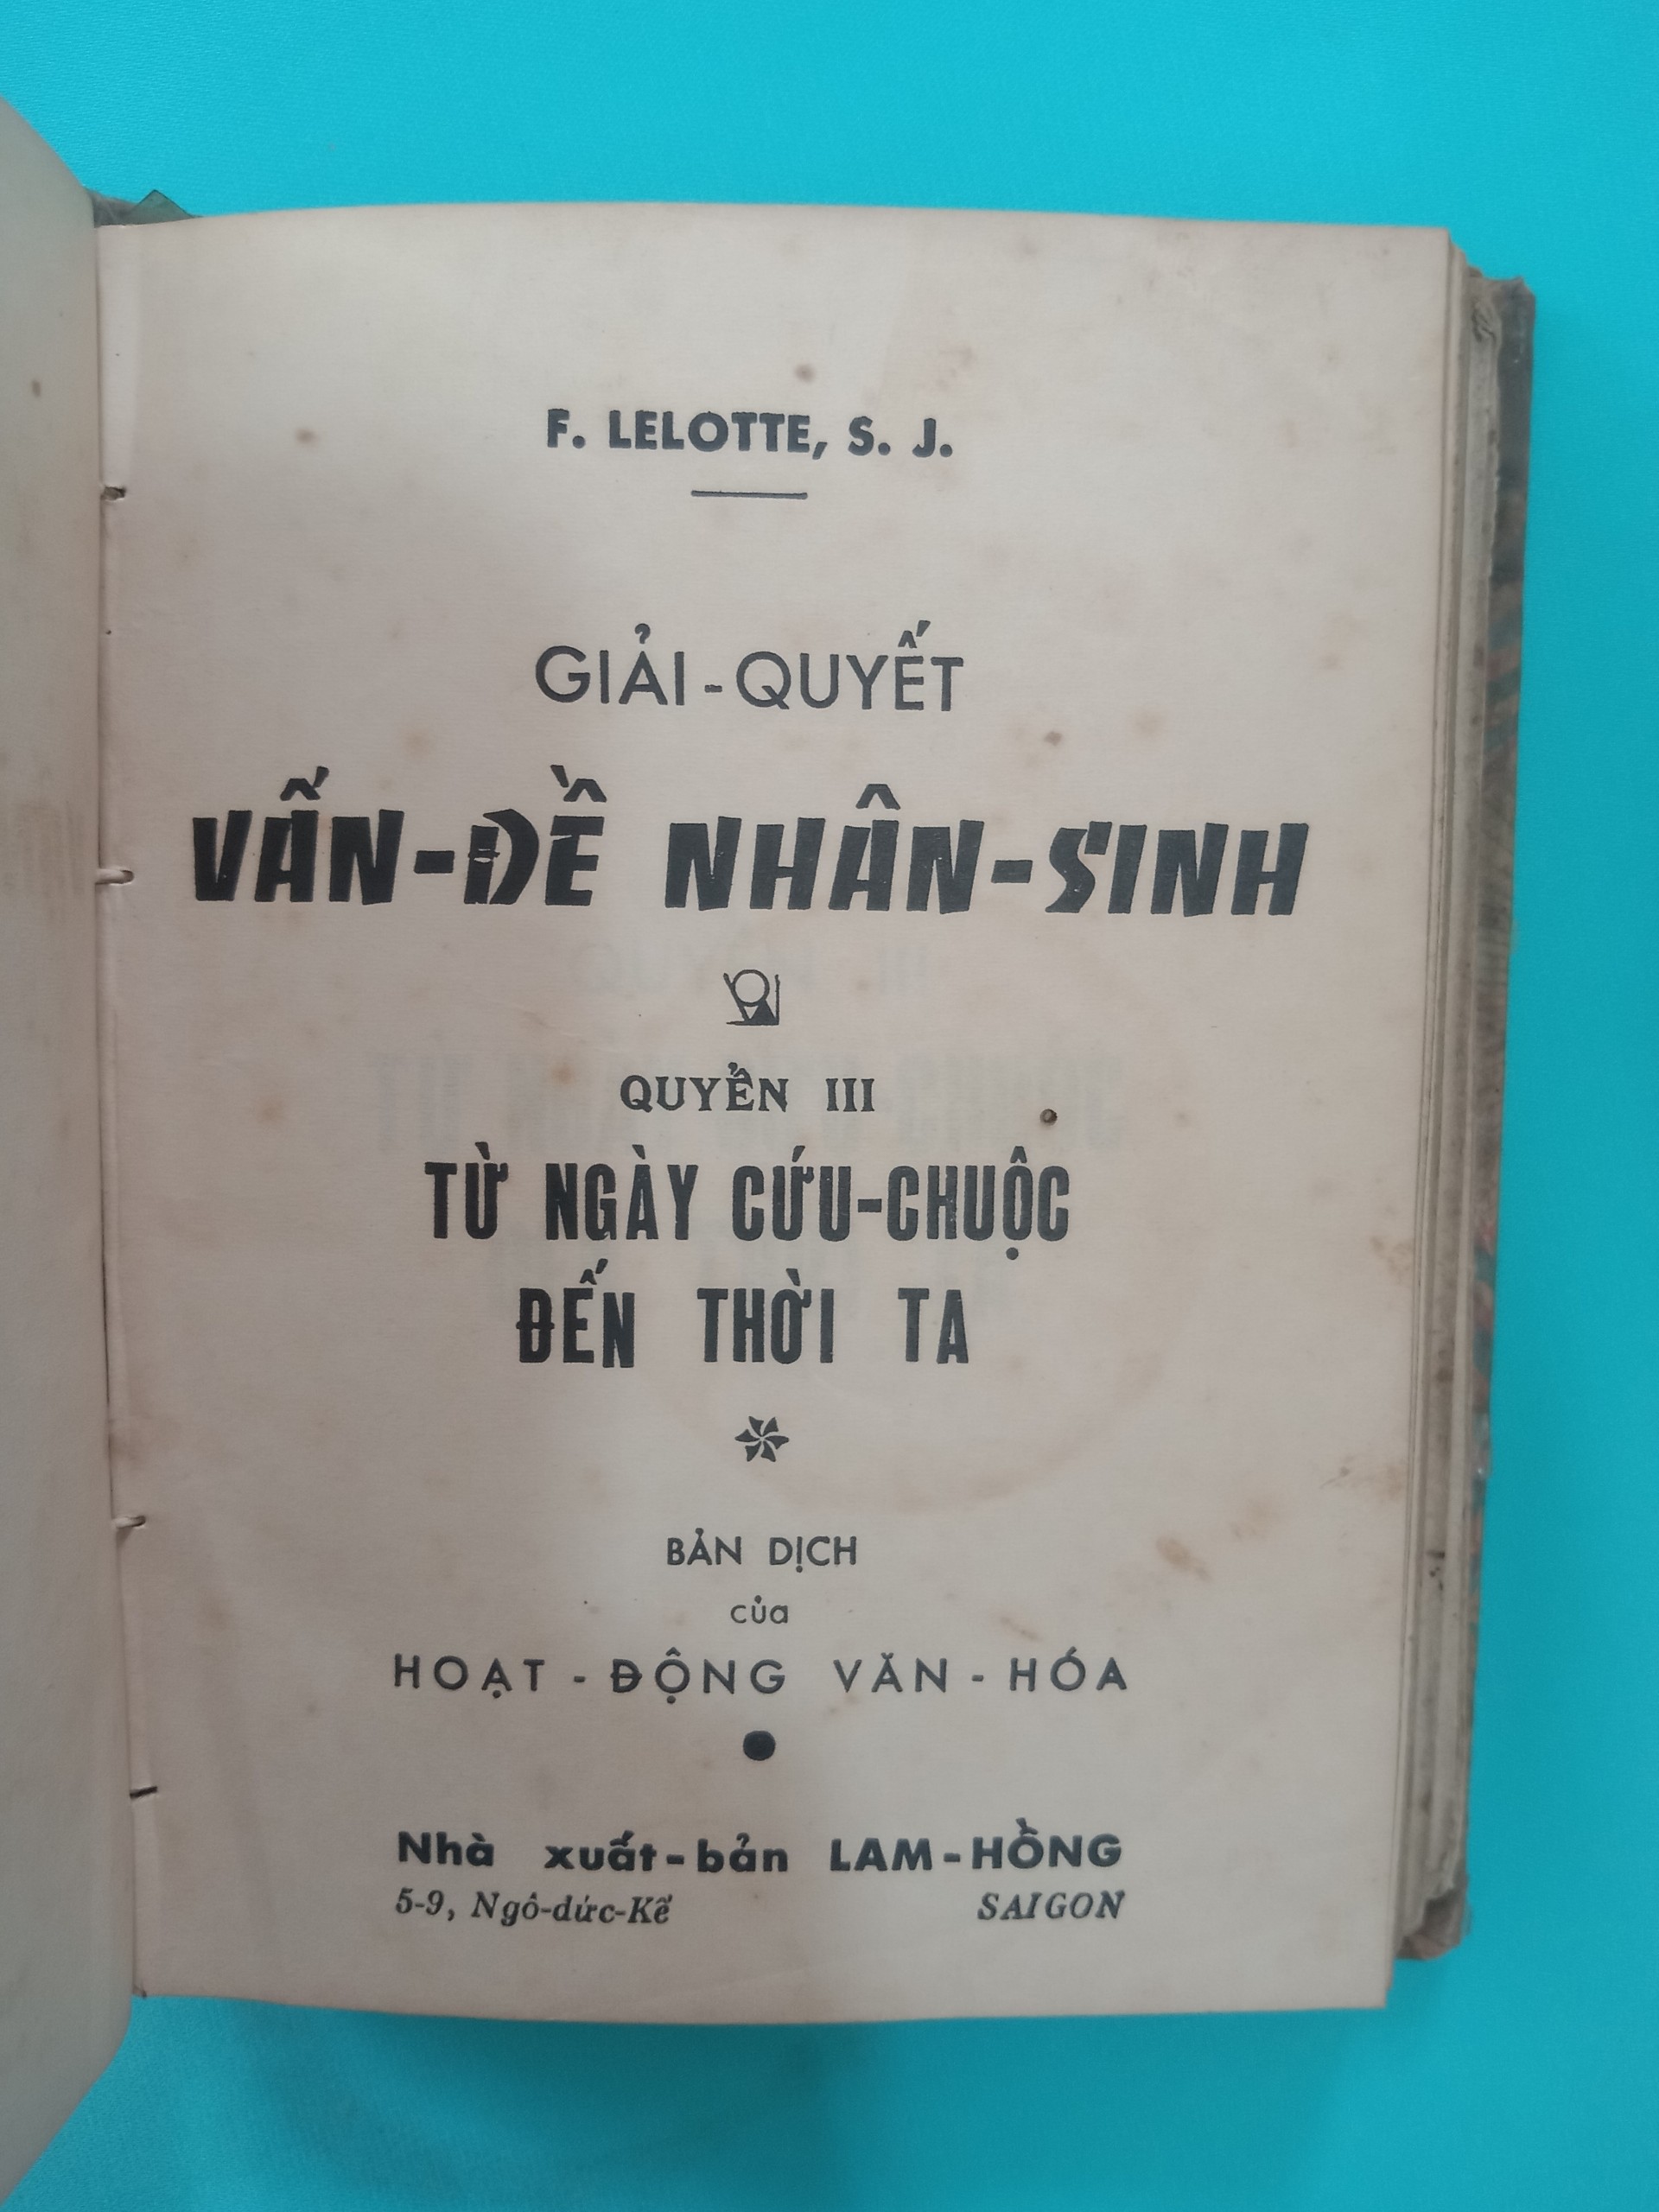 F. LELOTTE, S. J.
GIẢI-QUYẾT
VẤN-ĐỀ NHÂN-SINH
QUYỂN III
TỪ NGÀY CỨU-CHUỘC
ĐẾN THỜI TA
BẢN DỊCH
của
HOẠT-ĐỘNG VĂN-HÓA
Nhà xuất-bản LAM-HỒNG
5-9, Ngô-đức-Kế SAIGON